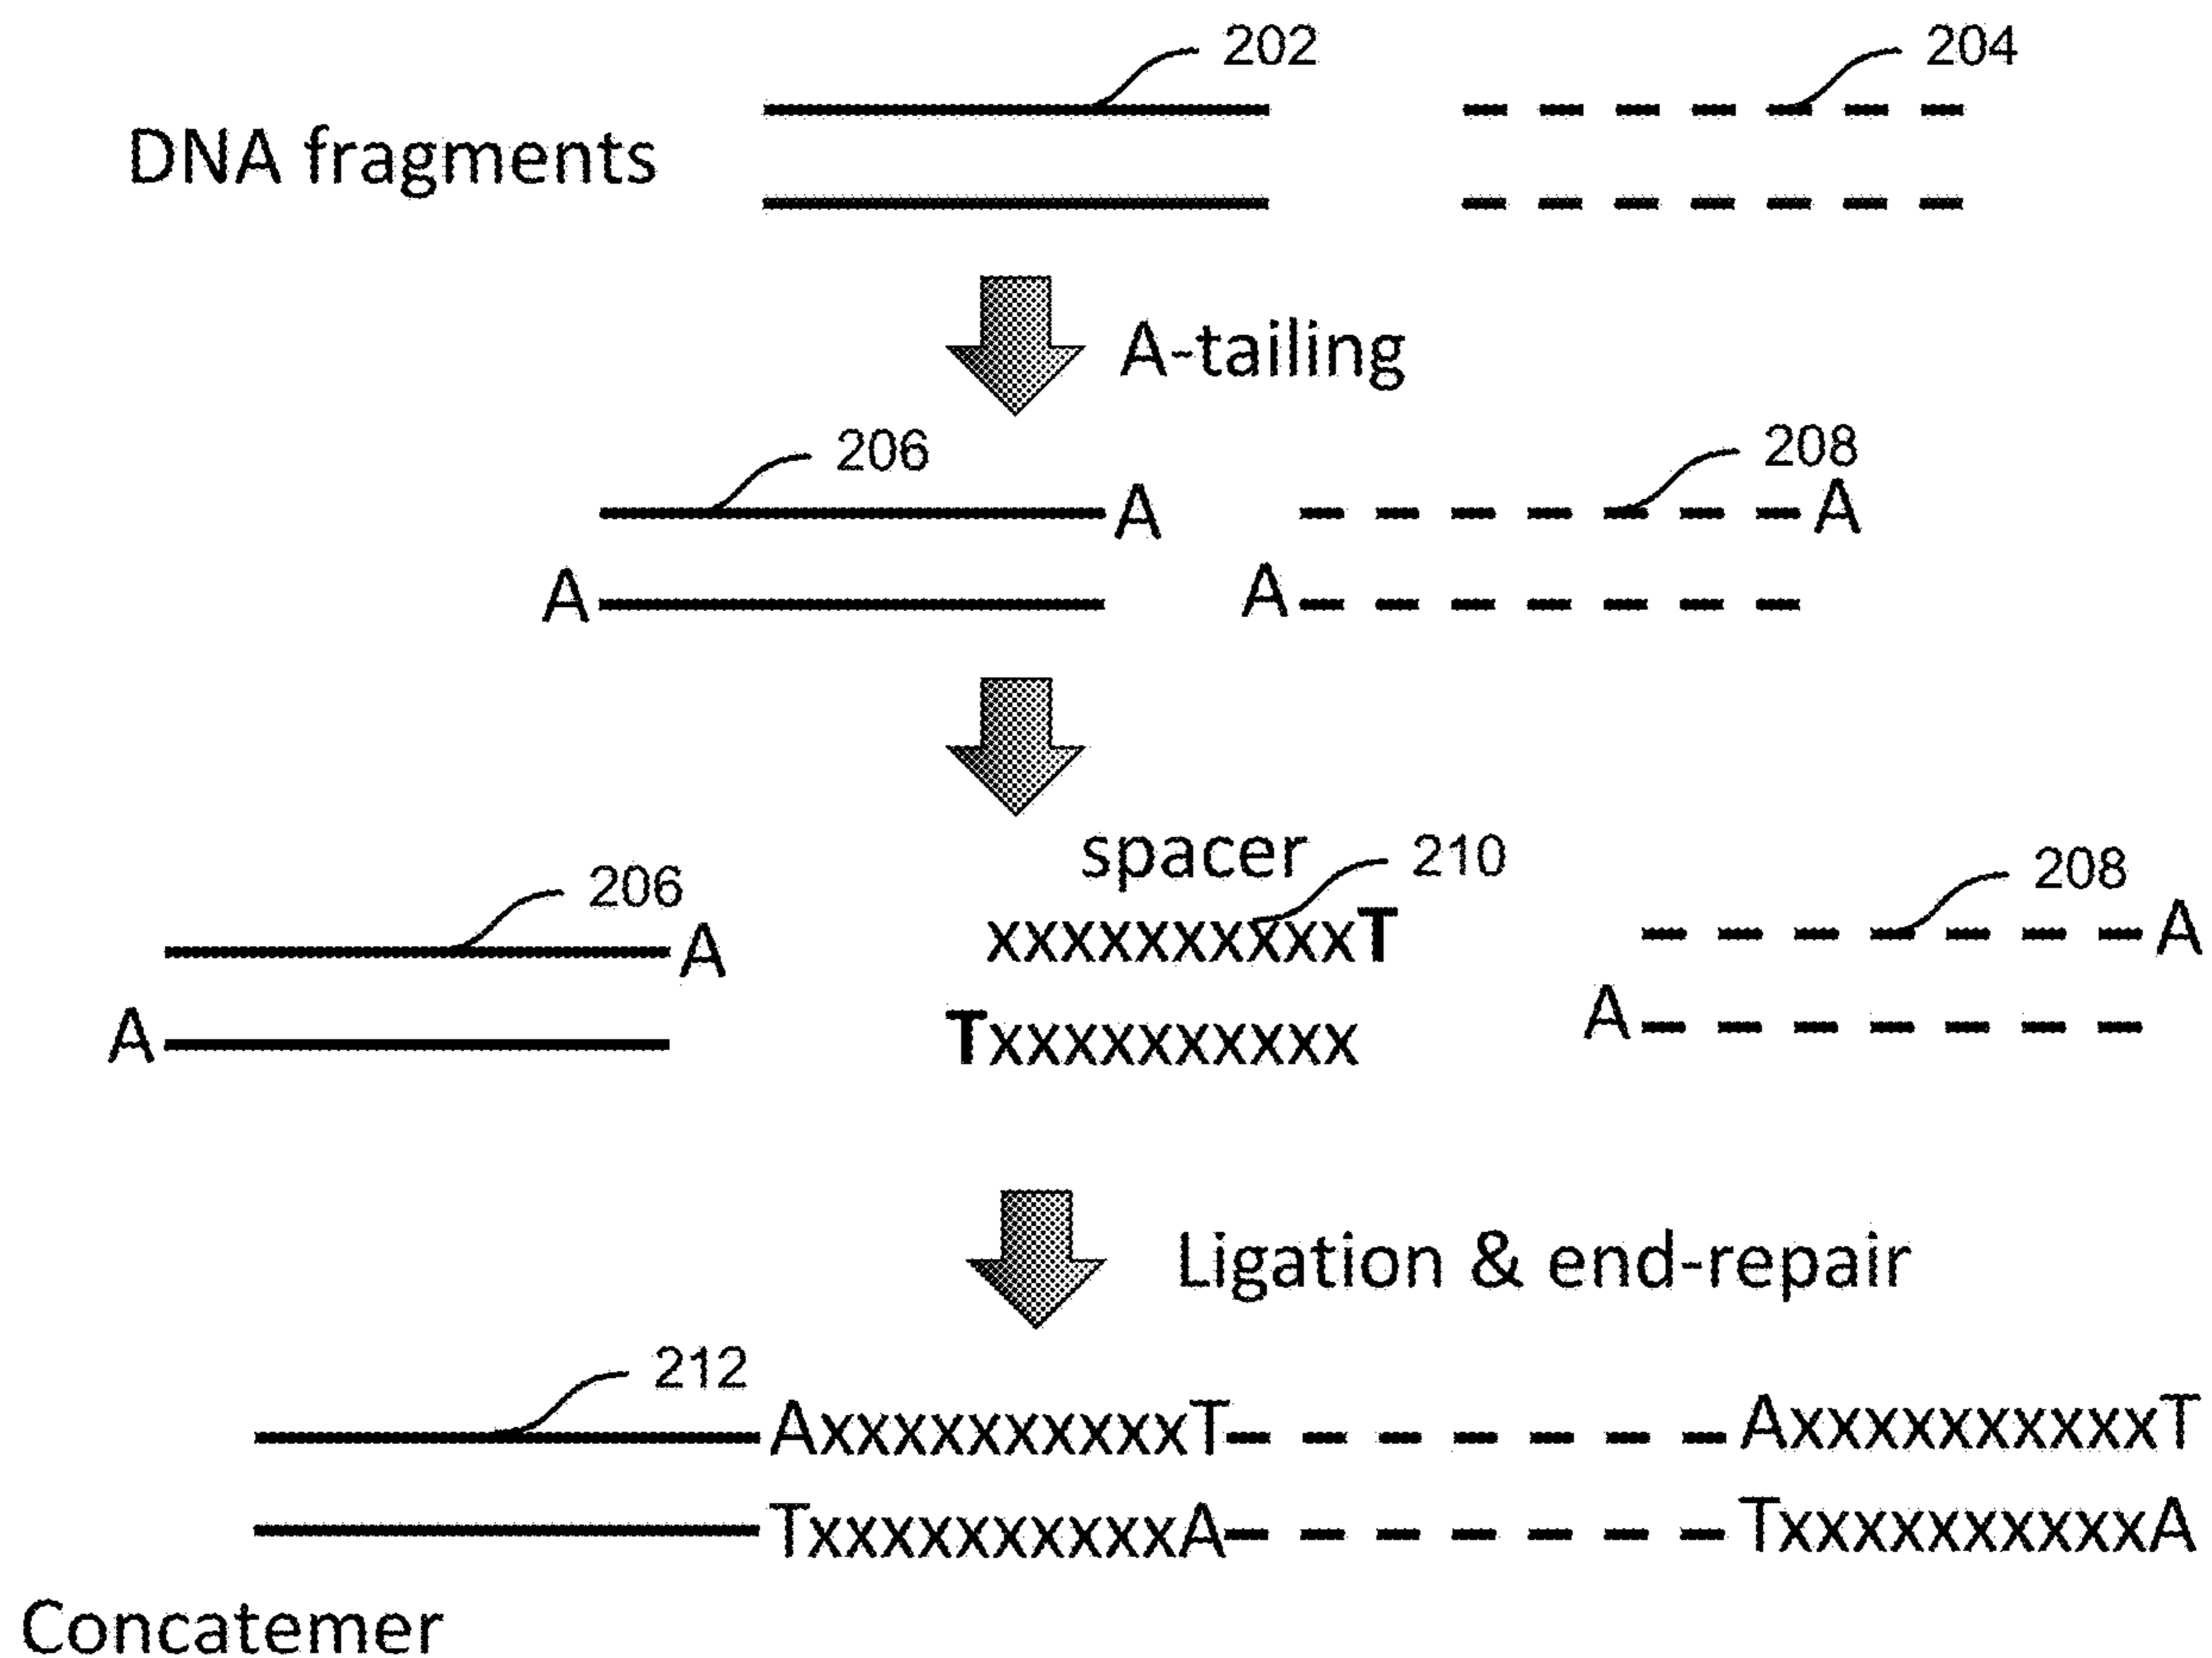 202 204
DNA fragments
A-tailing
206 208
A A
A A
spacer 210
206 208
A xxxxxxxxxxT A
A Txxxxxxxxxx A
Ligation & end-repair
212
AxxxxxxxxxxT AxxxxxxxxxxT
TxxxxxxxxxxA TxxxxxxxxxxA
Concatemer